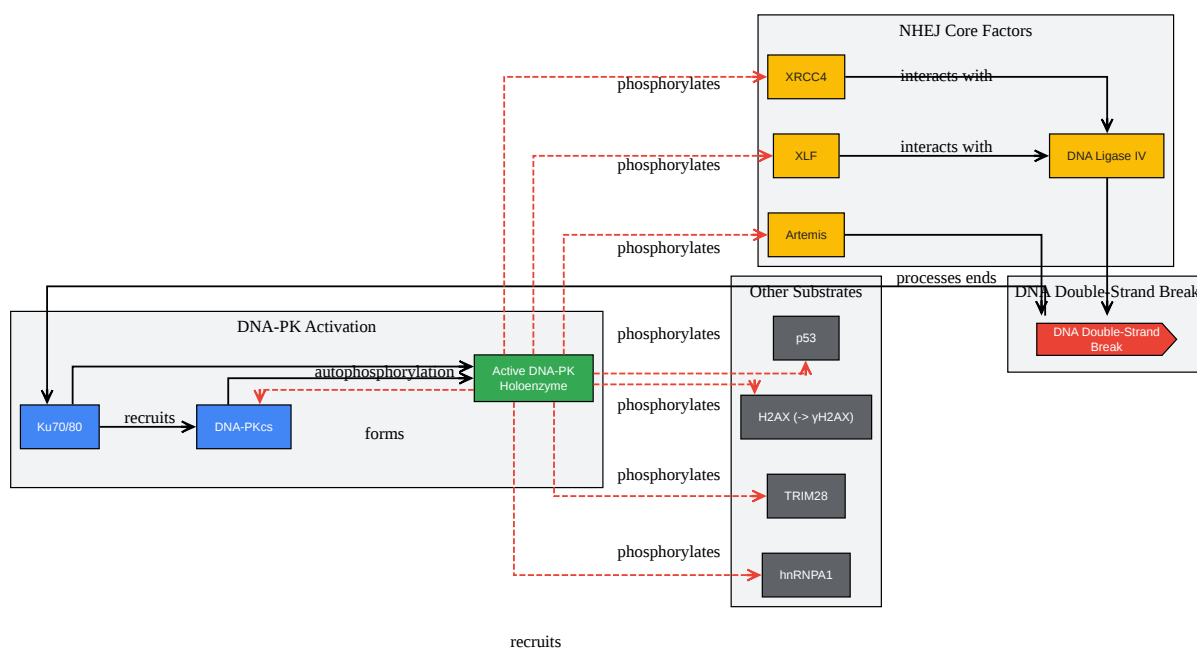 NHEJ Core Factors
XRCC4
interacts with
phosphorylates
XLF
interacts with
DNA Ligase IV
phosphorylates
Artemis
phosphorylates
processes ends
Other Substrates
DNA Double-Strand Break
DNA-PK Activation
phosphorylates
p53
DNA Double-Strand
Break
autophosphorylation
Active DNA-PK
Holoenzyme
phosphorylates
H2AX (-> γH2AX)
Ku70/80
recruits
DNA-PKcs
forms
phosphorylates
TRIM28
phosphorylates
hnRNPA1
recruits